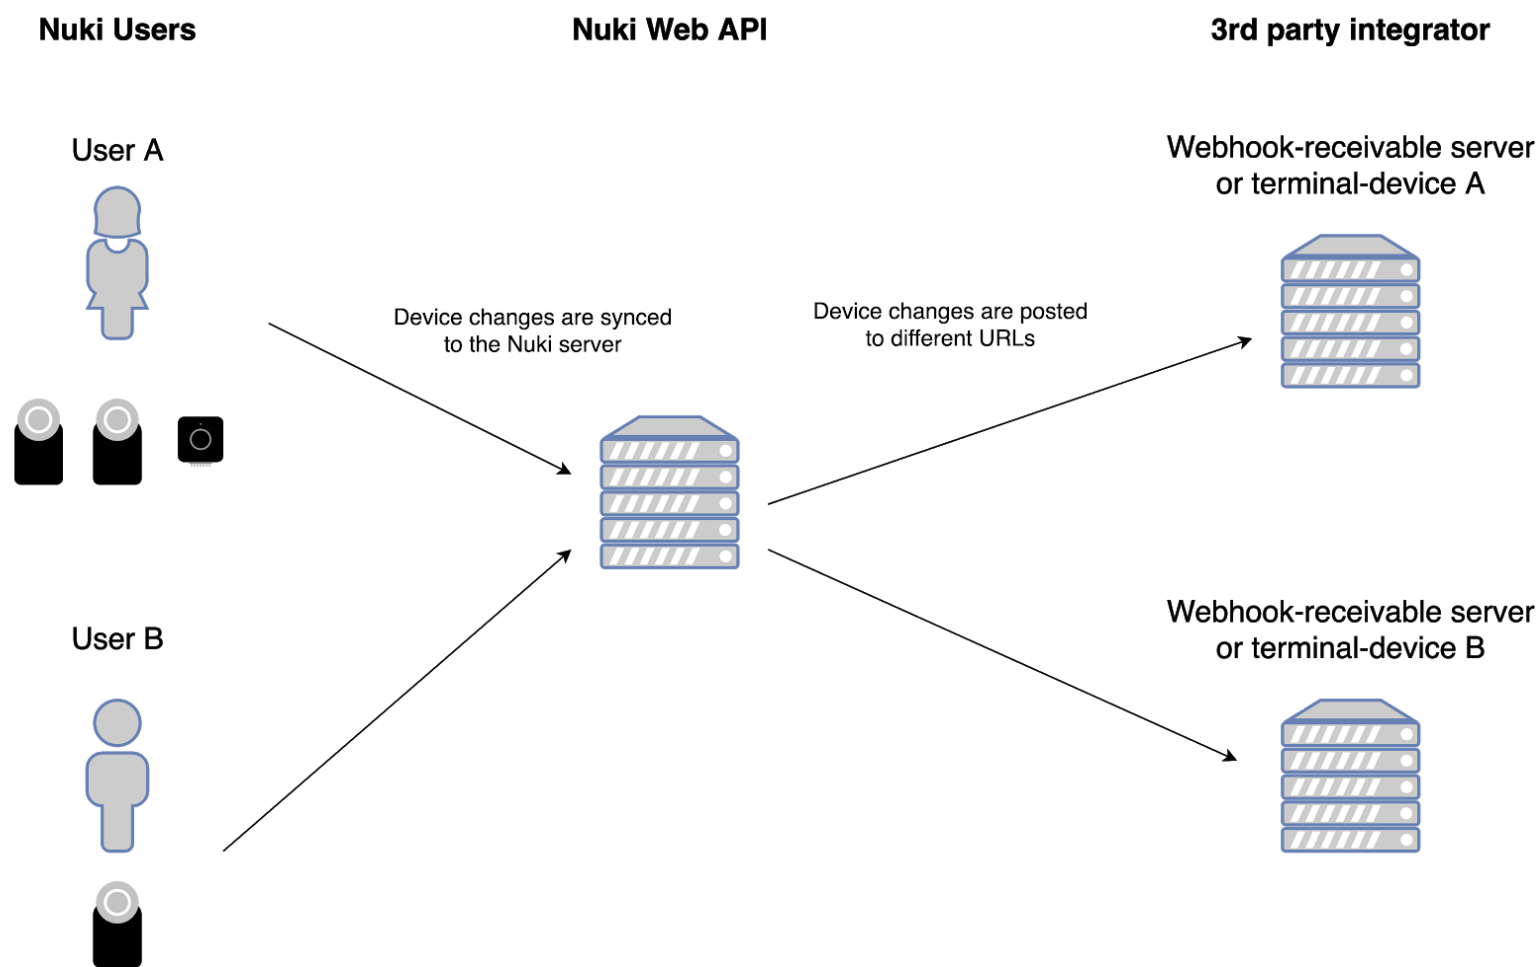 Nuki Users
Nuki Web API
3rd party integrator
User A
Webhook-receivable server
or terminal-device A
Device changes are synced
to the Nuki server
Device changes are posted
to different URLs
User B
Webhook-receivable server
or terminal-device B